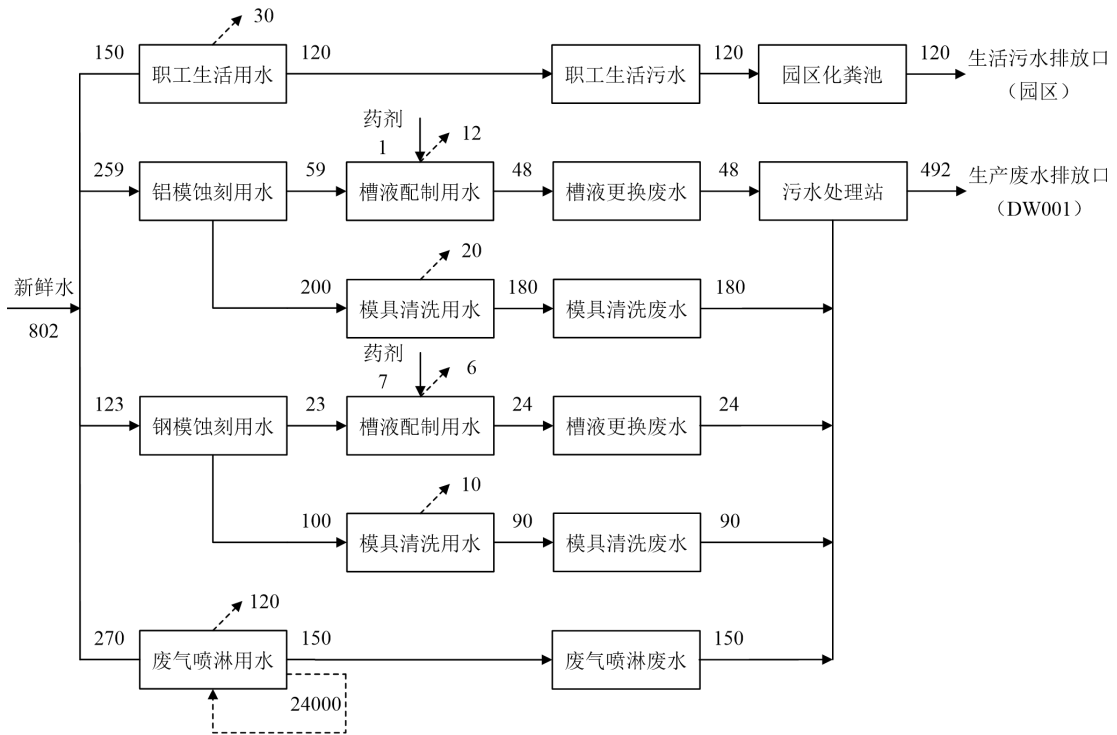 30
150
职工生活用水
120
职工生活污水
120
园区化粪池
120
生活污水排放口
（园区）
药剂
1
12
259
铝模蚀刻用水
59
槽液配制用水
48
槽液更换废水
48
污水处理站
492
生产废水排放口
（DW001）
20
200
模具清洗用水
180
模具清洗废水
180
新鲜水
802
药剂
7
6
123
钢模蚀刻用水
23
槽液配制用水
24
槽液更换废水
24
10
100
模具清洗用水
90
模具清洗废水
90
120
270
废气喷淋用水
150
废气喷淋废水
150
24000